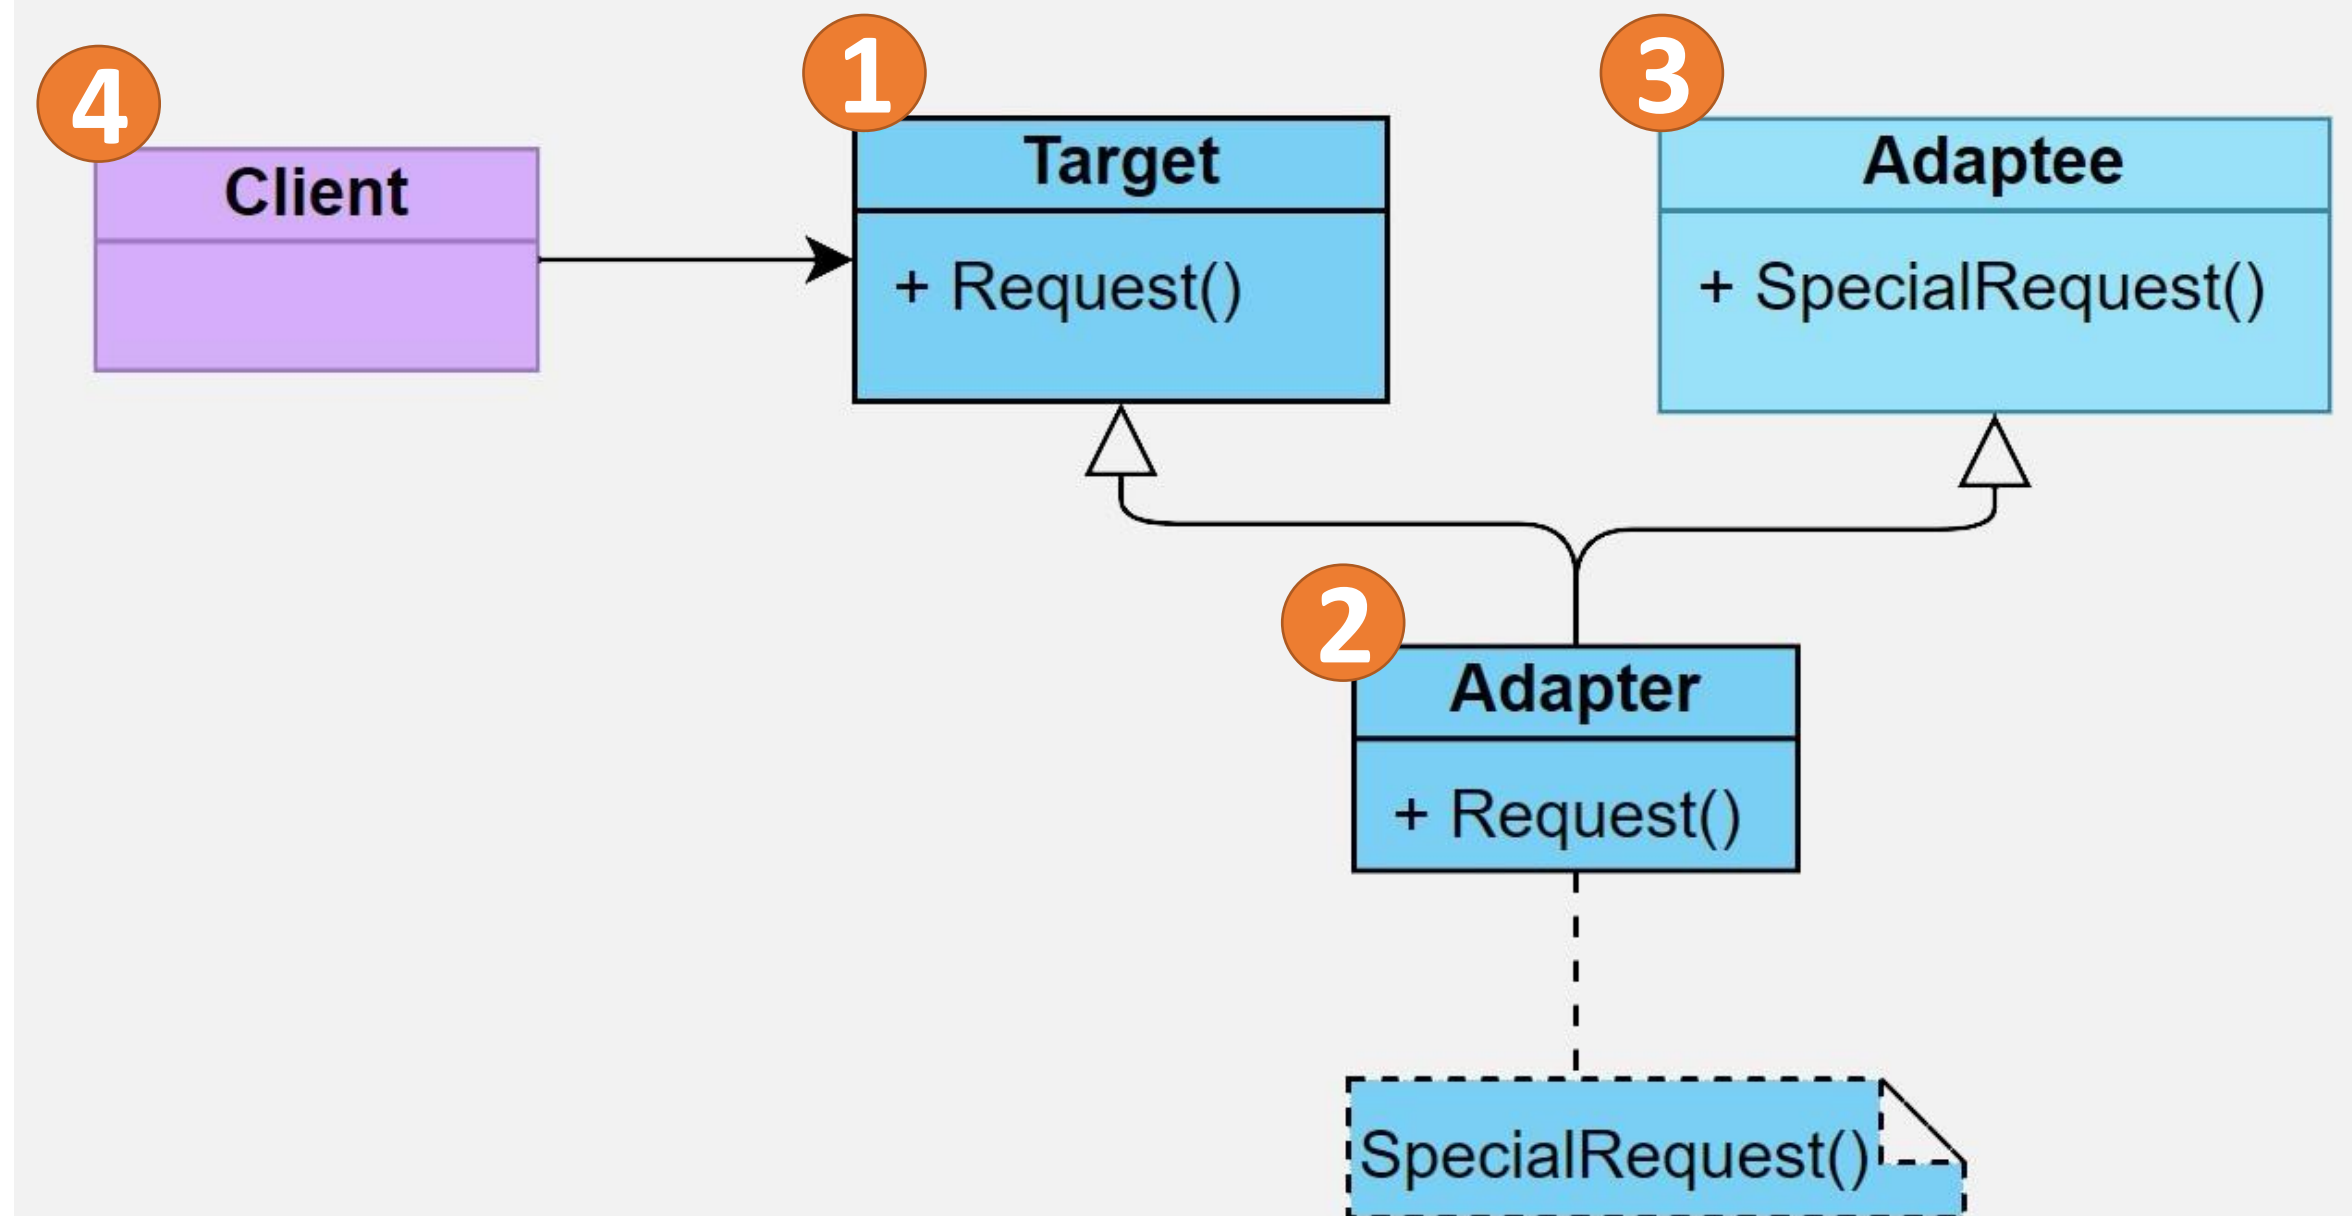 4
Client
1
Target
+ Request()
3
Adaptee
+ SpecialRequest()
2
Adapter
+ Request()
SpecialRequest()